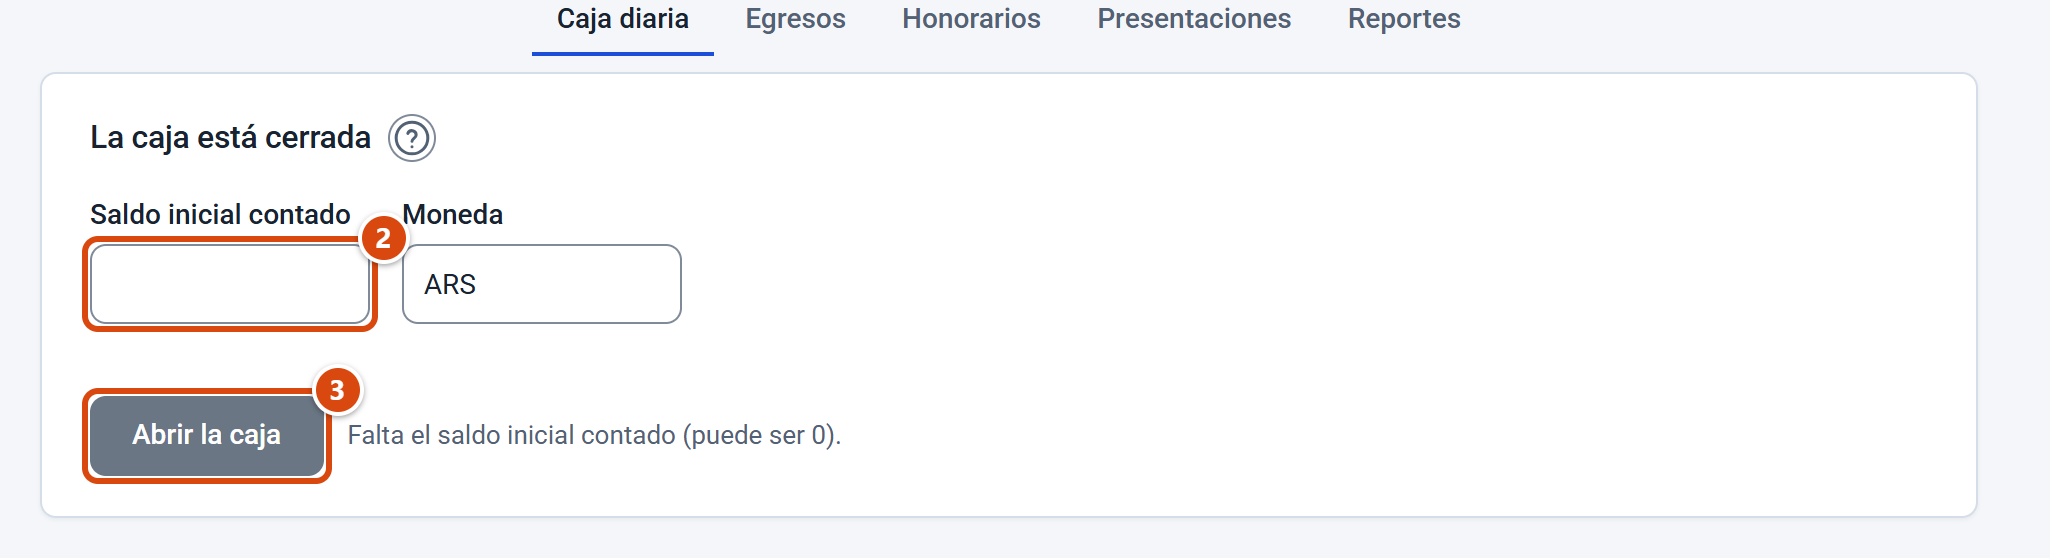 Caja diaria Egresos Honorarios Presentaciones Reportes
La caja está cerrada ?
Saldo inicial contado Moneda
2
ARS
3
Abrir la caja Falta el saldo inicial contado (puede ser 0).